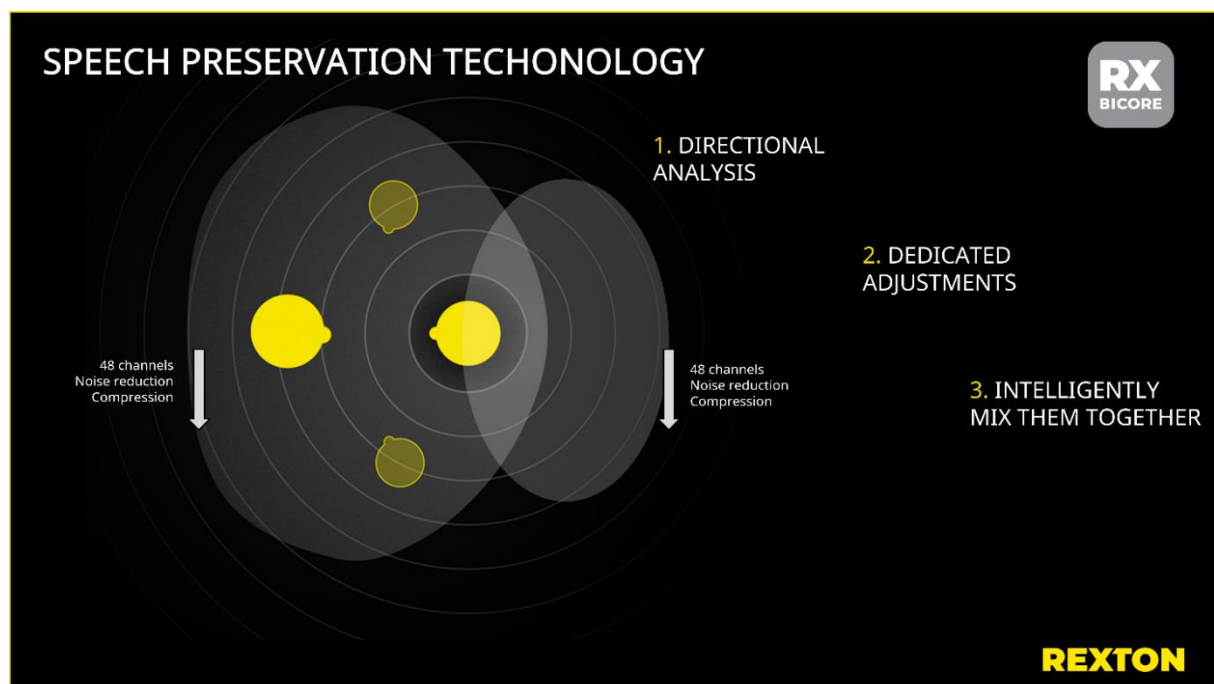 SPEECH PRESERVATION TECHONOLOGY
RX
BICORE
1. DIRECTIONAL
ANALYSIS
2. DEDICATED
ADJUSTMENTS
48 channels
Noise reduction
Compression
48 channels
Noise reduction
Compression
3. INTELLIGENTLY
MIX THEM TOGETHER
REXTON